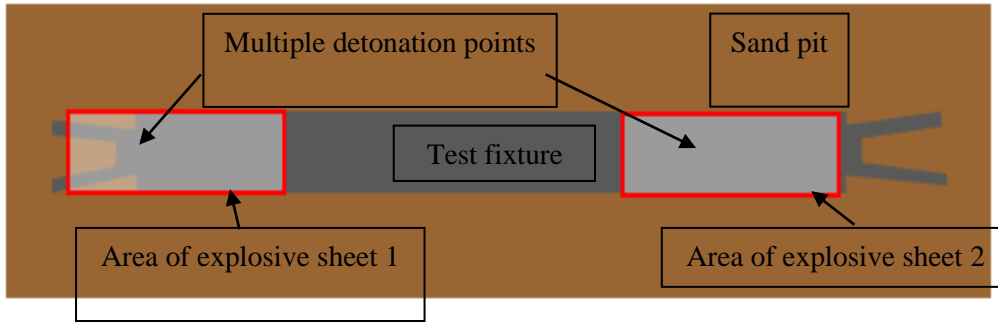 Multiple detonation points
Sand pit
Test fixture
Area of explosive sheet 1
Area of explosive sheet 2